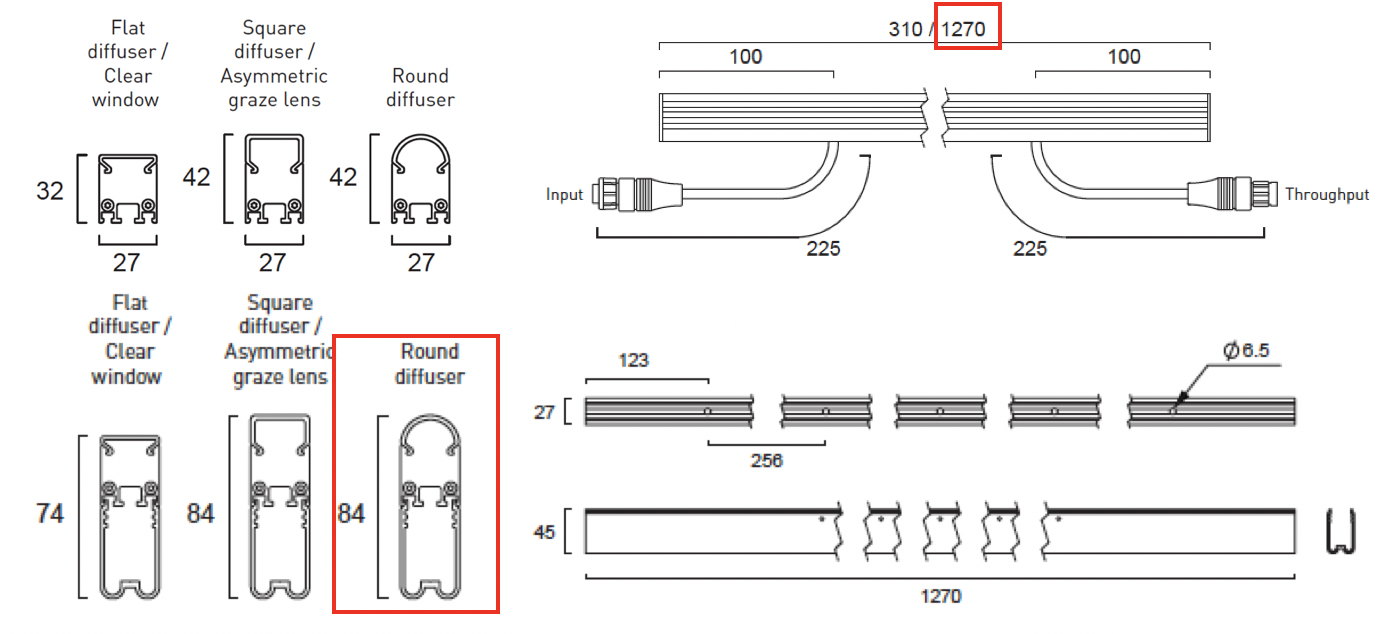 Flat
diffuser /
Clear
window
Square
diffuser /
Asymmetric
graze lens
Round
diffuser
32
42
42
27
27
27
310 / 1270
100
100
Input
Throughput
225
225
Flat
diffuser /
Clear
window
Square
diffuser /
Asymmetric
graze lens
Round
diffuser
74
84
84
123
Ø6.5
27
256
45
1270